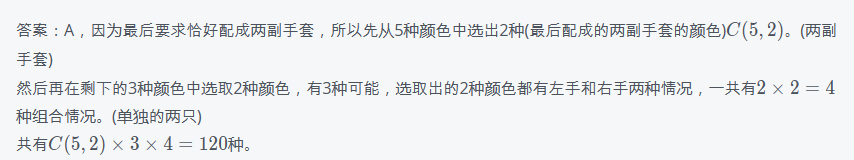 答案：A，因为最后要求恰好配成两副手套，所以先从5种颜色中选出2种(最后配成的两副手套的颜色)C(5,2)。(两副
手套)
然后再在剩下的3种颜色中选取2种颜色，有3种可能，选取出的2种颜色都有左手和右手两种情况，一共有2 × 2 = 4
种组合情况。(单独的两只)
共有C(5,2) × 3 × 4 = 120种。